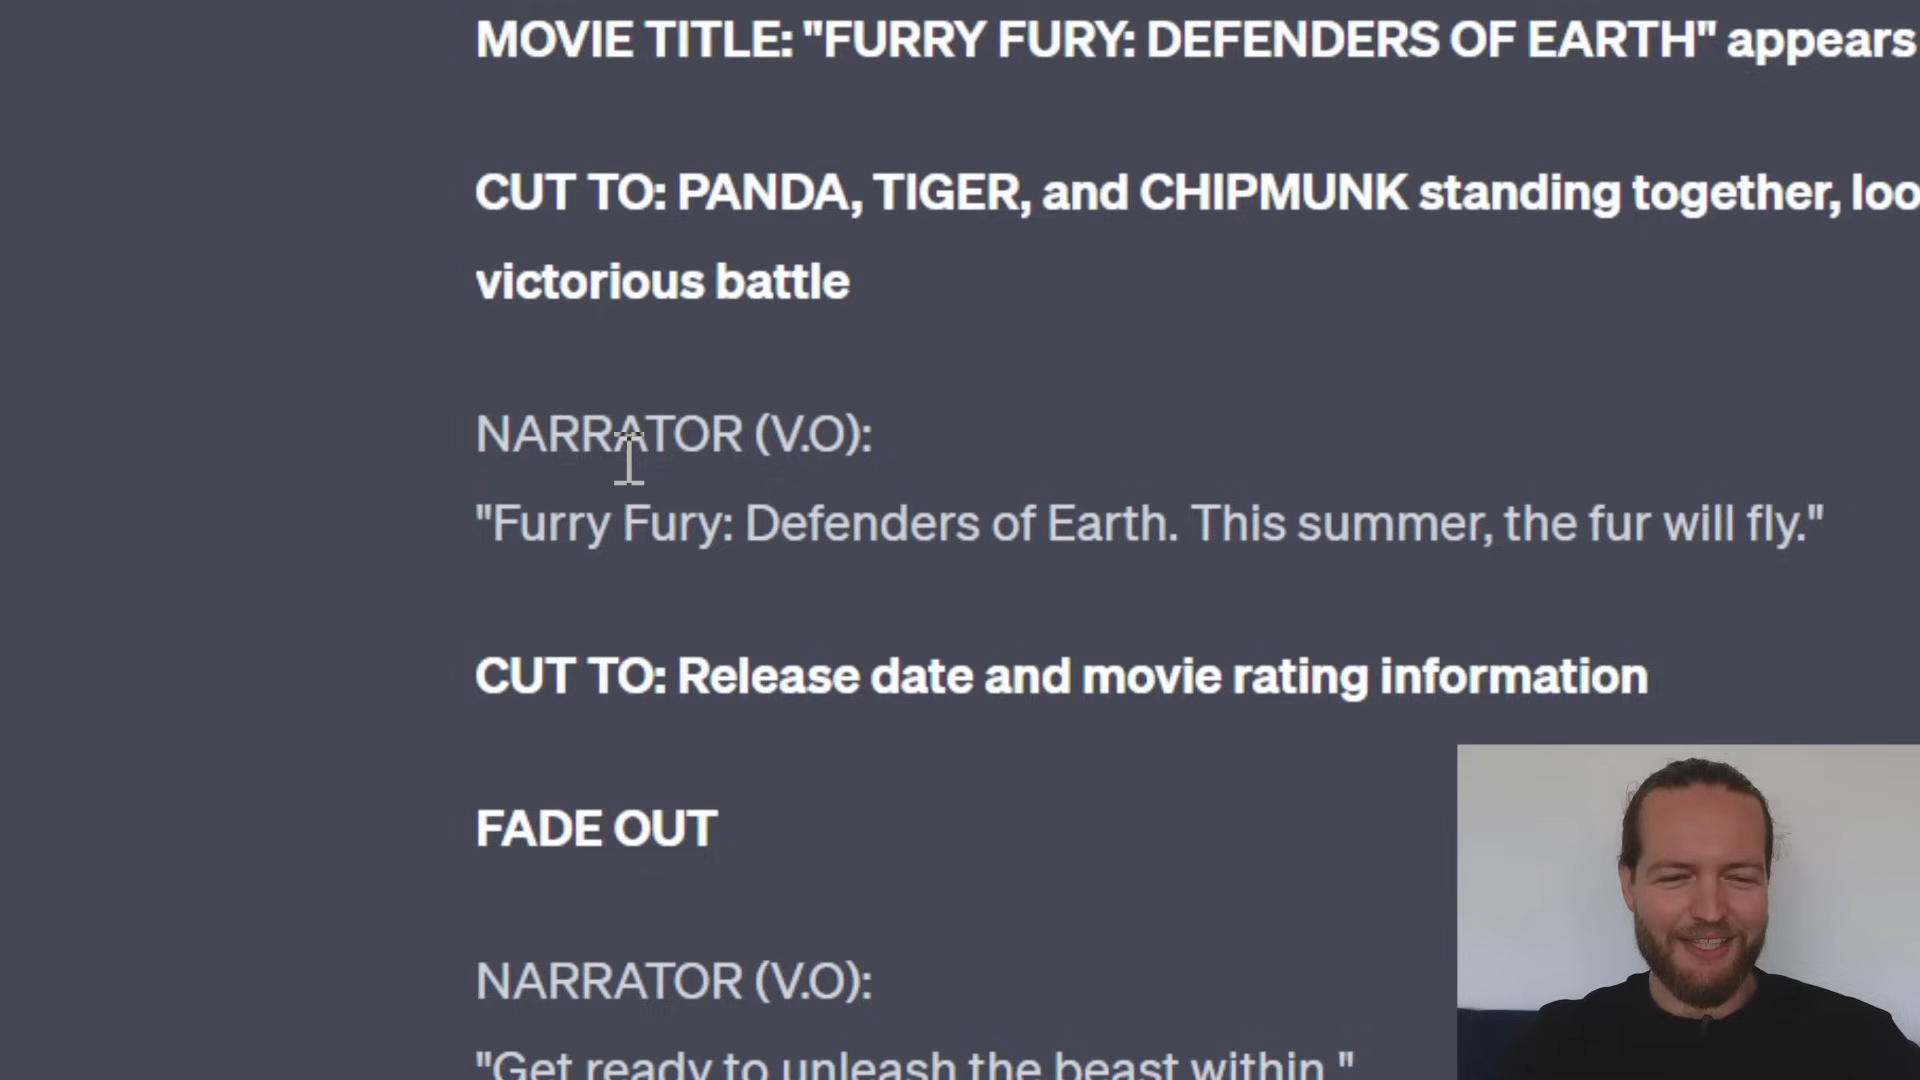 MOVIE TITLE: "FURRY FURY: DEFENDERS OF EARTH" appears
CUT TO: PANDA, TIGER, and CHIPMUNK standing together, loo
victorious battle
NARRATOR (V.O):
"Furry Fury: Defenders of Earth. This summer, the fur will fly."
CUT TO: Release date and movie rating information
FADE OUT
NARRATOR (V.O):
"Get ready to unleash the beast within."